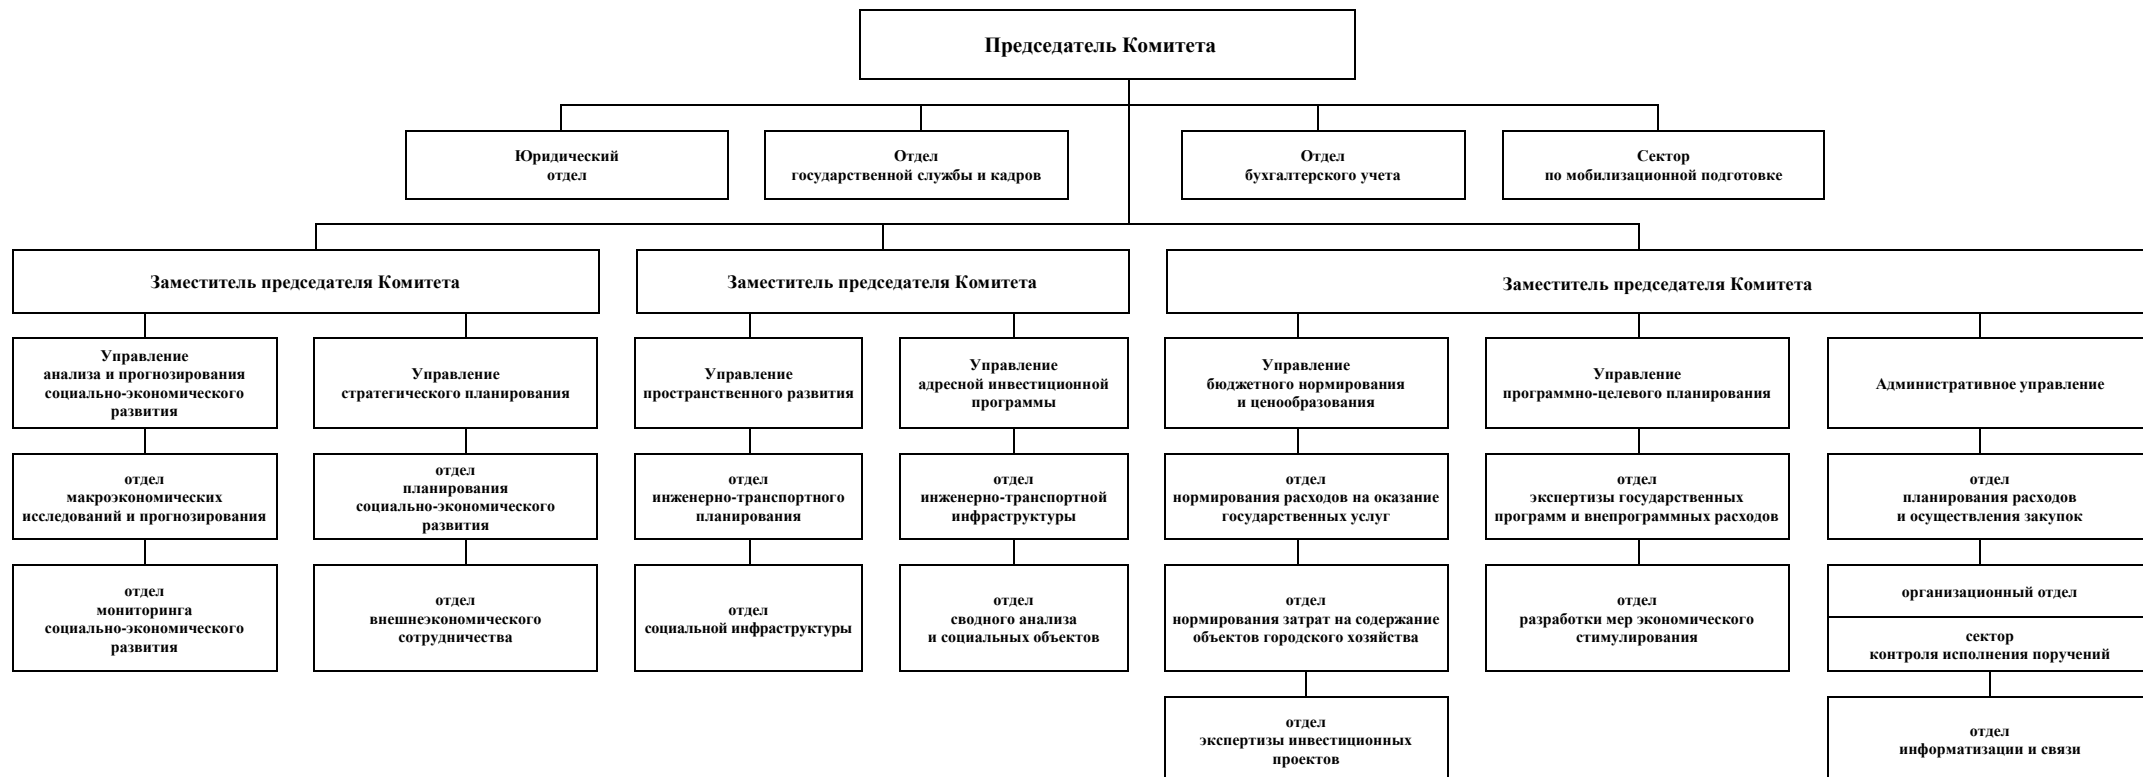 Председатель Комитета
Юридический
отдел
Отдел
государственной службы и кадров
Отдел
бухгалтерского учета
Сектор
по мобилизационной подготовке
Заместитель председателя Комитета
Заместитель председателя Комитета
Заместитель председателя Комитета
Управление
анализа и прогнозирования
социально-экономического
развития
Управление
стратегического планирования
Управление
пространственного развития
Управление
адресной инвестиционной
программы
Управление
бюджетного нормирования
и ценообразования
Управление
программно-целевого планирования
Административное управление
отдел
макроэкономических
исследований и прогнозирования
отдел
планирования
социально-экономического
развития
отдел
инженерно-транспортного
планирования
отдел
инженерно-транспортной
инфраструктуры
отдел
нормирования расходов на оказание
государственных услуг
отдел
экспертизы государственных
программ и внепрограммных расходов
отдел
планирования расходов
и осуществления закупок
отдел
мониторинга
социально-экономического
развития
отдел
внешнеэкономического
сотрудничества
отдел
социальной инфраструктуры
отдел
сводного анализа
и социальных объектов
отдел
нормирования затрат на содержание
объектов городского хозяйства
отдел
разработки мер экономического
стимулирования
организационный отдел
сектор
контроля исполнения поручений
отдел
экспертизы инвестиционных
проектов
отдел
информатизации и связи